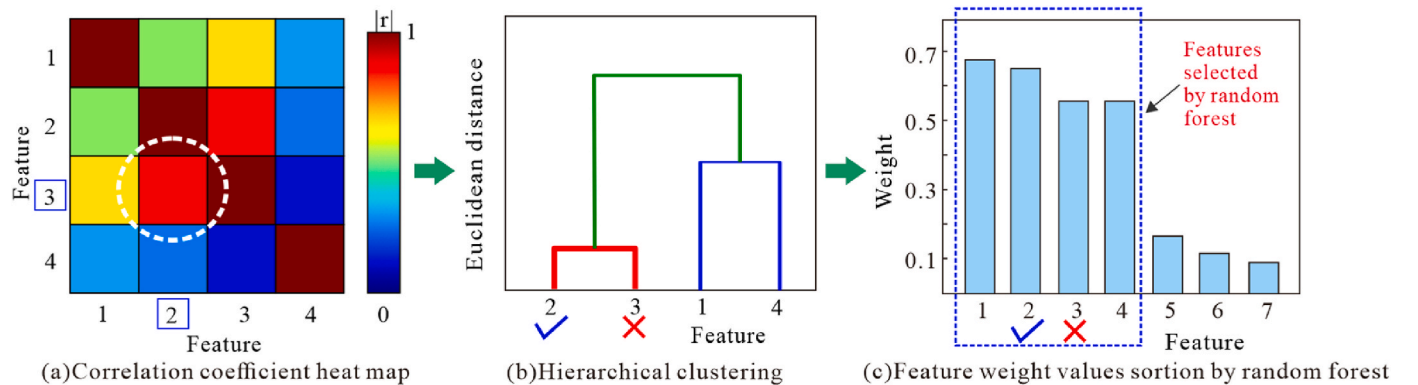 Feature
1
2
3
4
1 2 3 4
Feature
|r|
1
0
(a)Correlation coefficient heat map
Euclidean distance
2 3 1 4
Feature
(b)Hierarchical clustering
Weight
0.7
0.5
0.3
0.1
Features
selected
by random
forest
1 2 3 4 5 6 7
Feature
(c)Feature weight values sortion by random forest